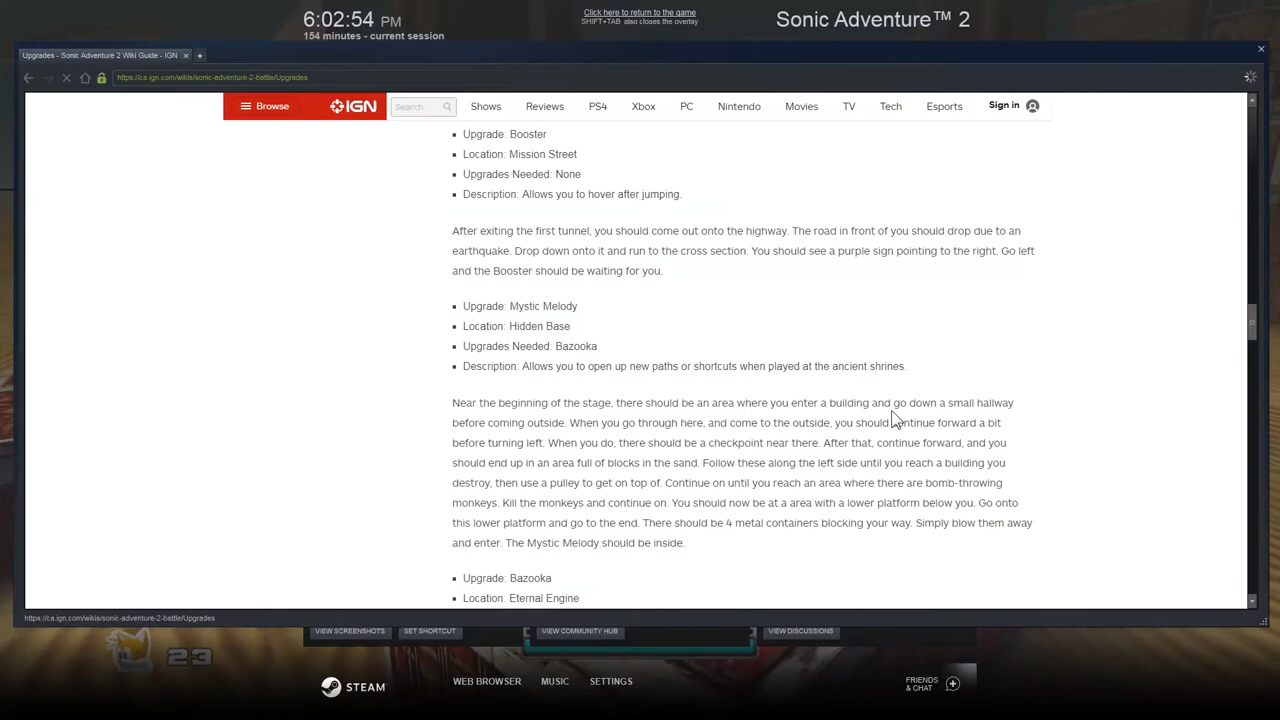 6:02:54 PM
154 minutes - current session
Click here to return to the game
SHIFT+TAB also closes the overlay
Sonic Adventure™ 2
Upgrades - Sonic Adventure 2 Wiki Guide - IGN
https://ca.ign.com/wikis/sonic-adventure-2-battle/Upgrades
Browse IGN Search Shows Reviews PS4 Xbox PC Nintendo Movies TV Tech Esports Sign in
Upgrade: Booster
Location: Mission Street
Upgrades Needed: None
Description: Allows you to hover after jumping.
After exiting the first tunnel, you should come out onto the highway. The road in front of you should drop due to an
earthquake. Drop down onto it and run to the cross section. You should see a purple sign pointing to the right. Go left
and the Booster should be waiting for you.
Upgrade: Mystic Melody
Location: Hidden Base
Upgrades Needed: Bazooka
Description: Allows you to open up new paths or shortcuts when played at the ancient shrines.
Near the beginning of the stage, there should be an area where you enter a building and go down a small hallway
before coming outside. When you go through here, and come to the outside, you should continue forward a bit
before turning left. When you do, there should be a checkpoint near there. After that, continue forward, and you
should end up in an area full of blocks in the sand. Follow these along the left side until you reach a building you
destroy, then use a pulley to get on top of. Continue on until you reach an area where there are bomb-throwing
monkeys. Kill the monkeys and continue on. You should now be at a area with a lower platform below you. Go onto
this lower platform and go to the end. There should be 4 metal containers blocking your way. Simply blow them away
and enter. The Mystic Melody should be inside.
Upgrade: Bazooka
Location: Eternal Engine
https://ca.ign.com/wikis/sonic-adventure-2-battle/Upgrades
VIEW SCREENSHOTS SET SHORTCUT VIEW COMMUNITY HUB VIEW DISCUSSIONS
23
STEAM WEB BROWSER MUSIC SETTINGS
FRIENDS
& CHAT